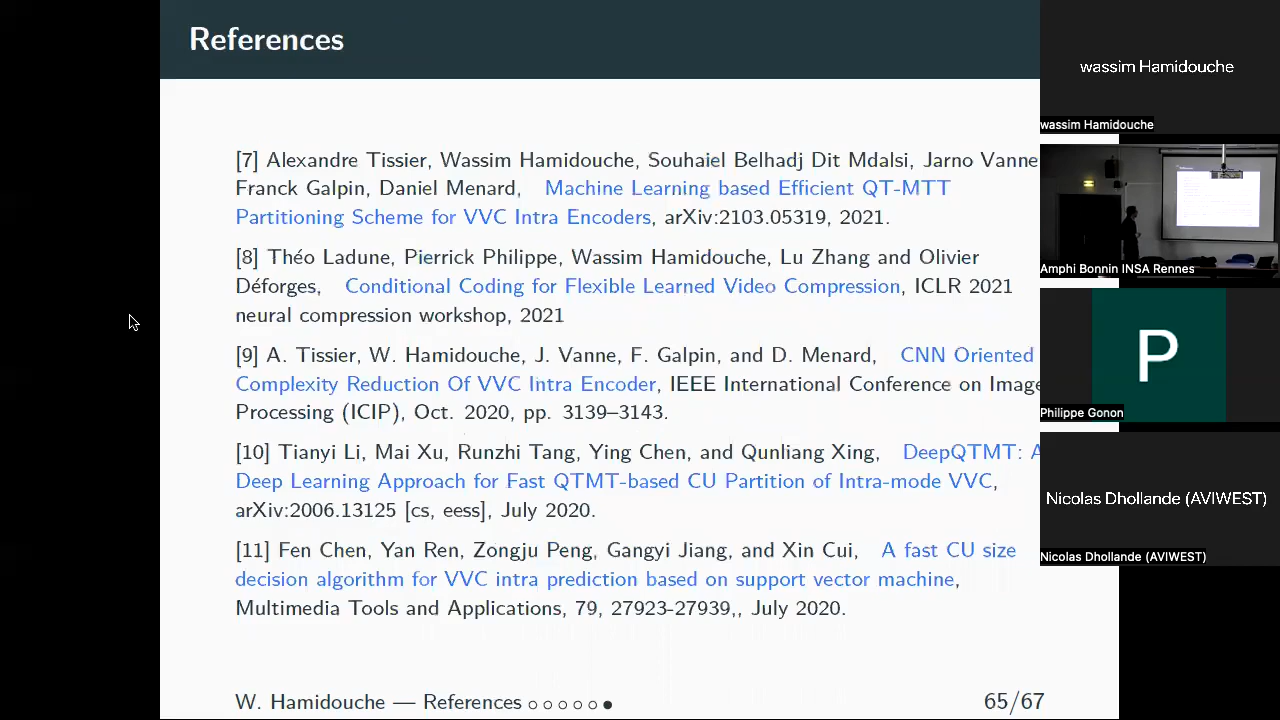 References
[7] Alexandre Tissier, Wassim Hamidouche, Souhaiel Belhadj Dit Mdalsi, Jarno Vanne
Franck Galpin, Daniel Menard, Machine Learning based Efficient QT-MTT
Partitioning Scheme for VVC Intra Encoders, arXiv:2103.05319, 2021.
[8] Théo Ladune, Pierrick Philippe, Wassim Hamidouche, Lu Zhang and Olivier
Déforges, Conditional Coding for Flexible Learned Video Compression, ICLR 2021
neural compression workshop, 2021
[9] A. Tissier, W. Hamidouche, J. Vanne, F. Galpin, and D. Menard, CNN Oriented
Complexity Reduction Of VVC Intra Encoder, IEEE International Conference on Image
Processing (ICIP), Oct. 2020, pp. 3139–3143.
[10] Tianyi Li, Mai Xu, Runzhi Tang, Ying Chen, and Qunliang Xing, DeepQTMT: A
Deep Learning Approach for Fast QTMT-based CU Partition of Intra-mode VVC,
arXiv:2006.13125 [cs, eess], July 2020.
[11] Fen Chen, Yan Ren, Zongju Peng, Gangyi Jiang, and Xin Cui, A fast CU size
decision algorithm for VVC intra prediction based on support vector machine,
Multimedia Tools and Applications, 79, 27923-27939,, July 2020.
W. Hamidouche — References
65/67
wassim Hamidouche
wassim Hamidouche
Amphi Bonnin INSA Rennes
P
Philippe Gonon
Nicolas Dhollande (AVIWEST)
Nicolas Dhollande (AVIWEST)